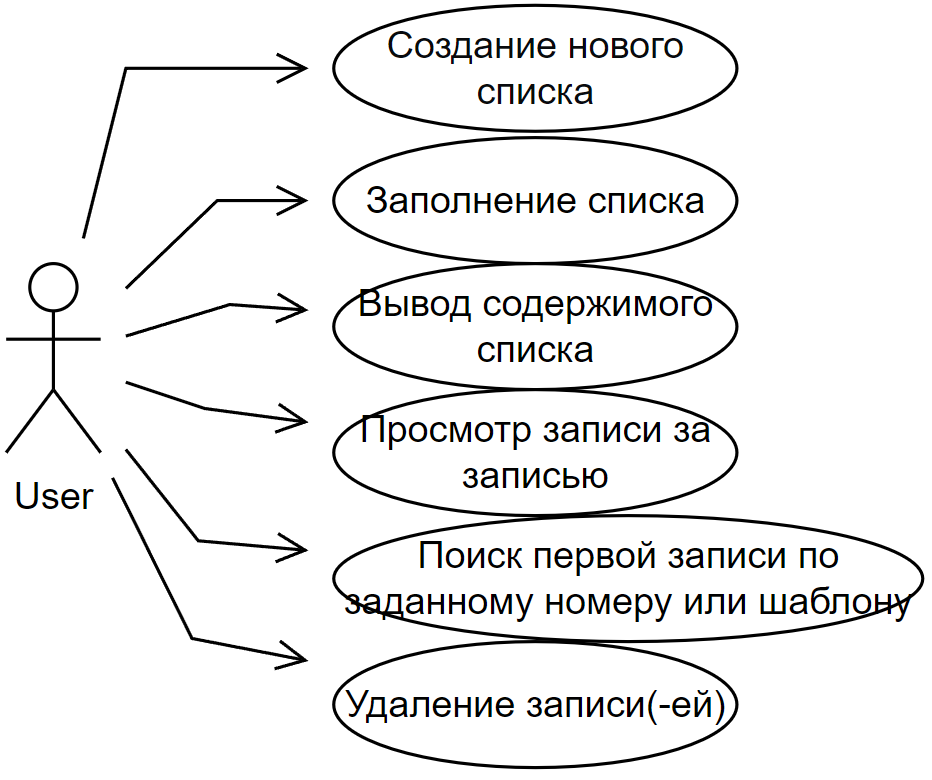 Создание нового
списка
Заполнение списка
Вывод содержимого
списка
Просмотр записи за
записью
User
Поиск первой записи по
заданному номеру или шаблону
Удаление записи(-ей)